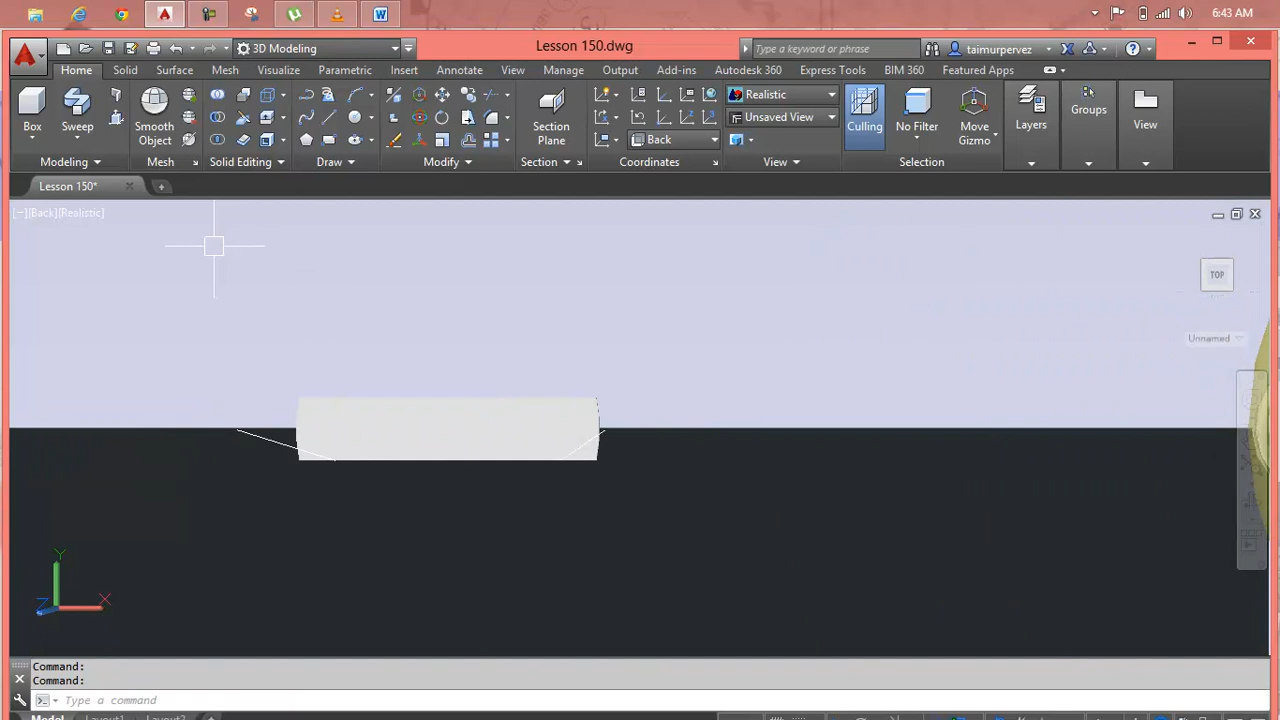 6:43 AM
3D Modeling
Lesson 150.dwg
Type a keyword or phrase
taimurpervez
Home Solid Surface Mesh Visualize Parametric Insert Annotate View Manage Output Add-ins Autodesk 360 Express Tools BIM 360 Featured Apps
Realistic
Unsaved View
Back
Box Sweep Smooth Object Section Plane Culling No Filter Move Gizmo Layers Groups View
Modeling Mesh Solid Editing Draw Modify Section Coordinates View Selection
Lesson 150*
[−][Back][Realistic]
TOP
Unnamed
Y
Z X
Command:
Command:
Type a command
Model Layout1 Layout2